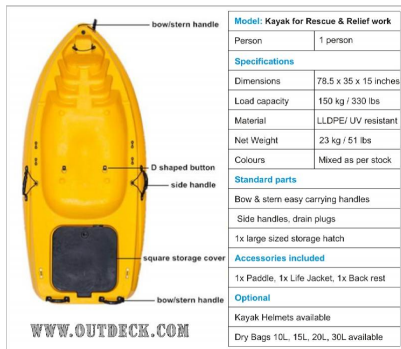 bow/stern handle
D shaped button
side handle
square storage cover
bow/stern handle
WWW.OUTDECK.COM
Model: Kayak for Rescue & Relief work
Person 1 person
Specifications
Dimensions 78.5 x 35 x 15 inches
Load capacity 150 kg / 330 lbs
Material LLDPE/ UV resistant
Net Weight 23 kg / 51 lbs
Colours Mixed as per stock
Standard parts
Bow & stern easy carrying handles
Side handles, drain plugs
1x large sized storage hatch
Accessories included
1x Paddle, 1x Life Jacket, 1x Back rest
Optional
Kayak Helmets available
Dry Bags 10L, 15L, 20L, 30L available